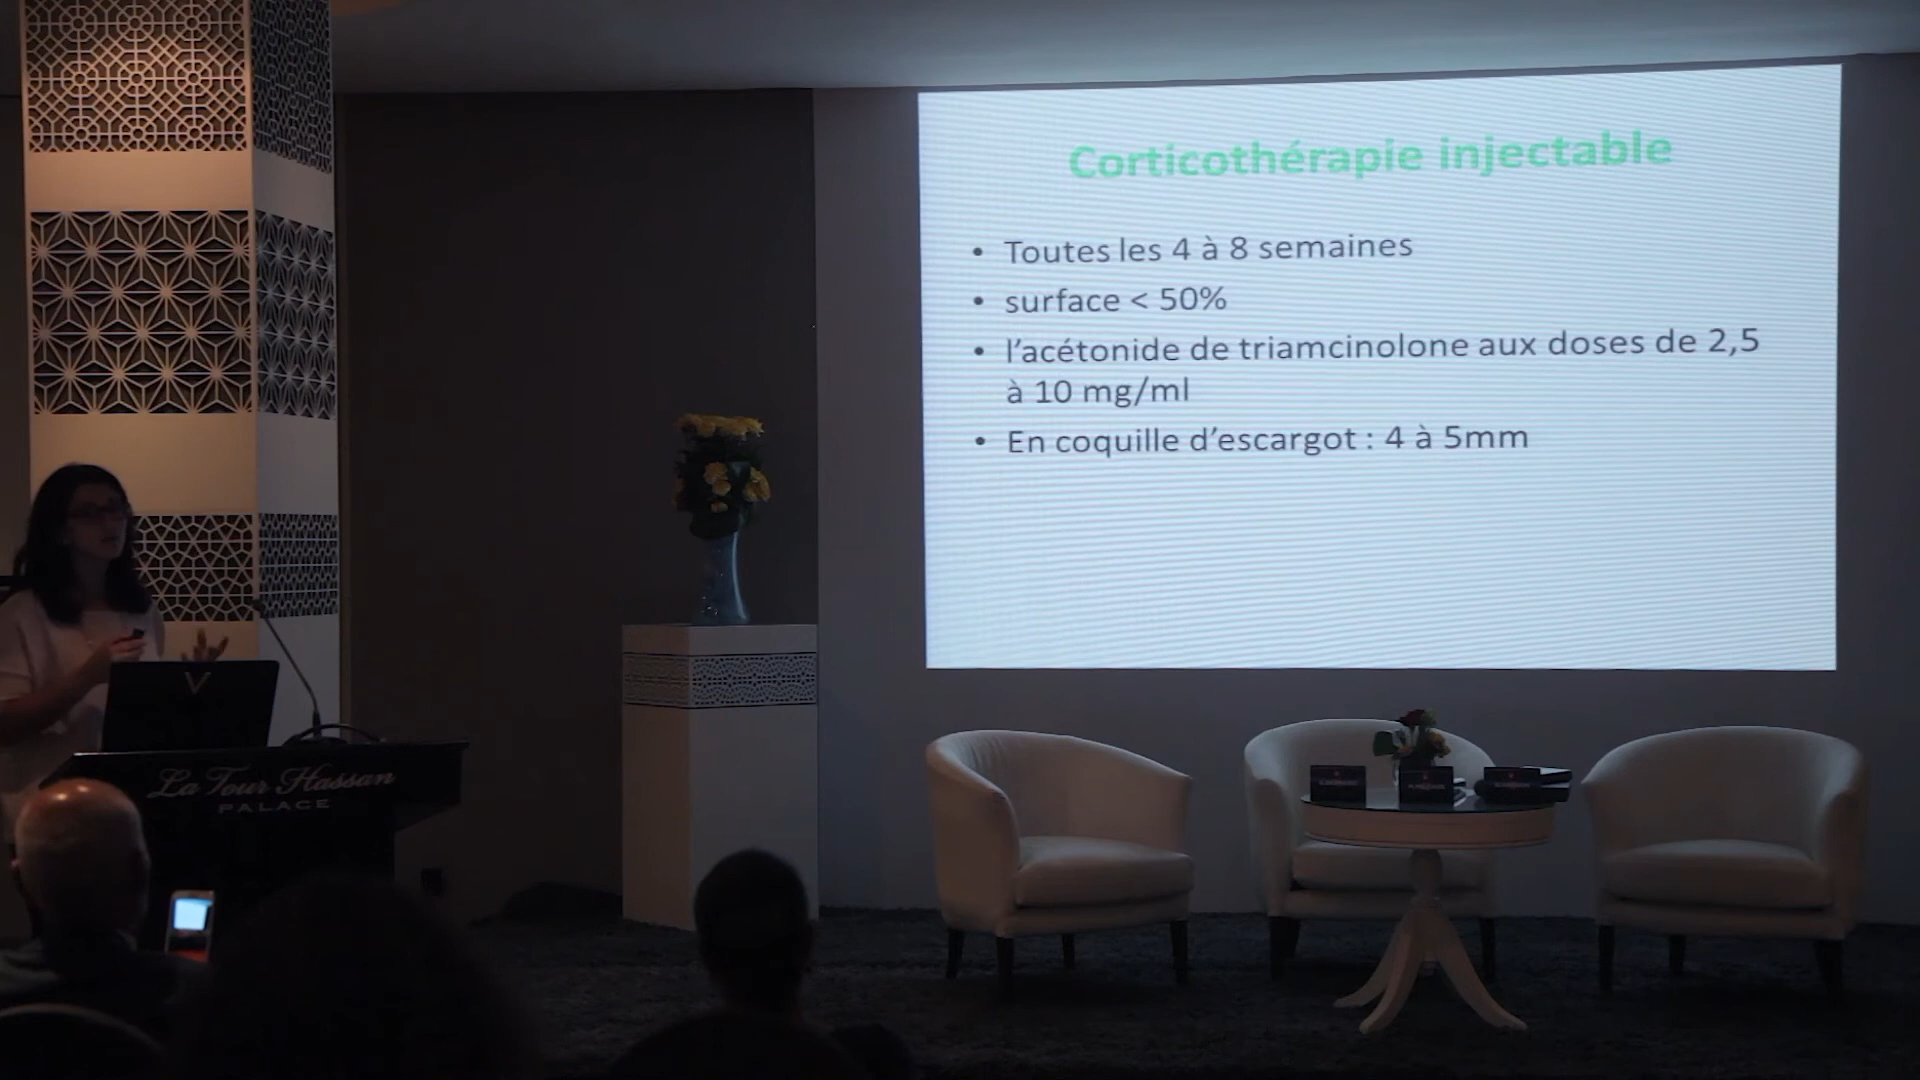 Corticothérapie injectable
• Toutes les 4 à 8 semaines
• surface < 50%
• l'acétonide de triamcinolone aux doses de 2,5
à 10 mg/ml
• En coquille d'escargot : 4 à 5mm
La Tour Hassan
PALACE